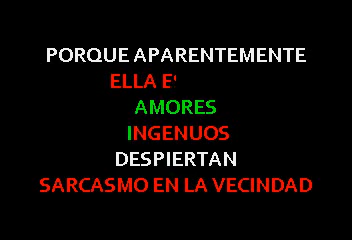 PORQUE APARENTEMENTE
ELLA E'
AMORES
INGENUOS
DESPIERTAN
SARCASMO EN LA VECINDAD